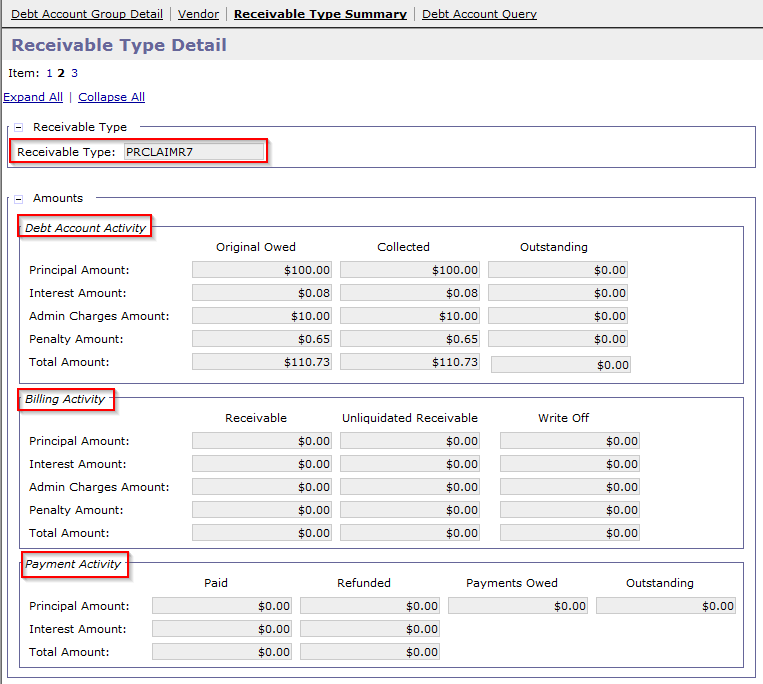 Debt Account Group Detail | Vendor | Receivable Type Summary | Debt Account Query
Receivable Type Detail
Item: 1 2 3
Expand All | Collapse All
Receivable Type
Receivable Type: PRCLAIMR7
Amounts
Debt Account Activity
Original Owed Collected Outstanding
Principal Amount: $100.00 $100.00 $0.00
Interest Amount: $0.08 $0.08 $0.00
Admin Charges Amount: $10.00 $10.00 $0.00
Penalty Amount: $0.65 $0.65 $0.00
Total Amount: $110.73 $110.73 $0.00
Billing Activity
Receivable Unliquidated Receivable Write Off
Principal Amount: $0.00 $0.00 $0.00
Interest Amount: $0.00 $0.00 $0.00
Admin Charges Amount: $0.00 $0.00 $0.00
Penalty Amount: $0.00 $0.00 $0.00
Total Amount: $0.00 $0.00 $0.00
Payment Activity
Paid Refunded Payments Owed Outstanding
Principal Amount: $0.00 $0.00 $0.00 $0.00
Interest Amount: $0.00 $0.00
Total Amount: $0.00 $0.00